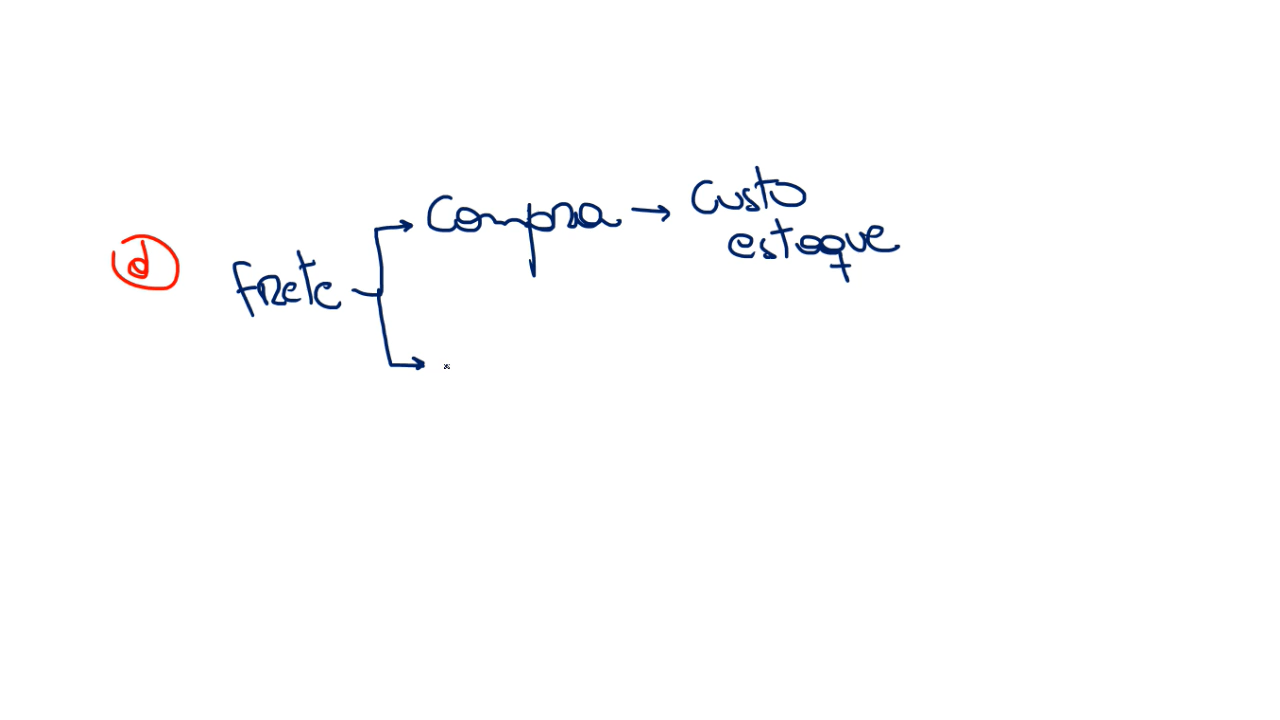 d
Frete
Compra → Custo
estoque